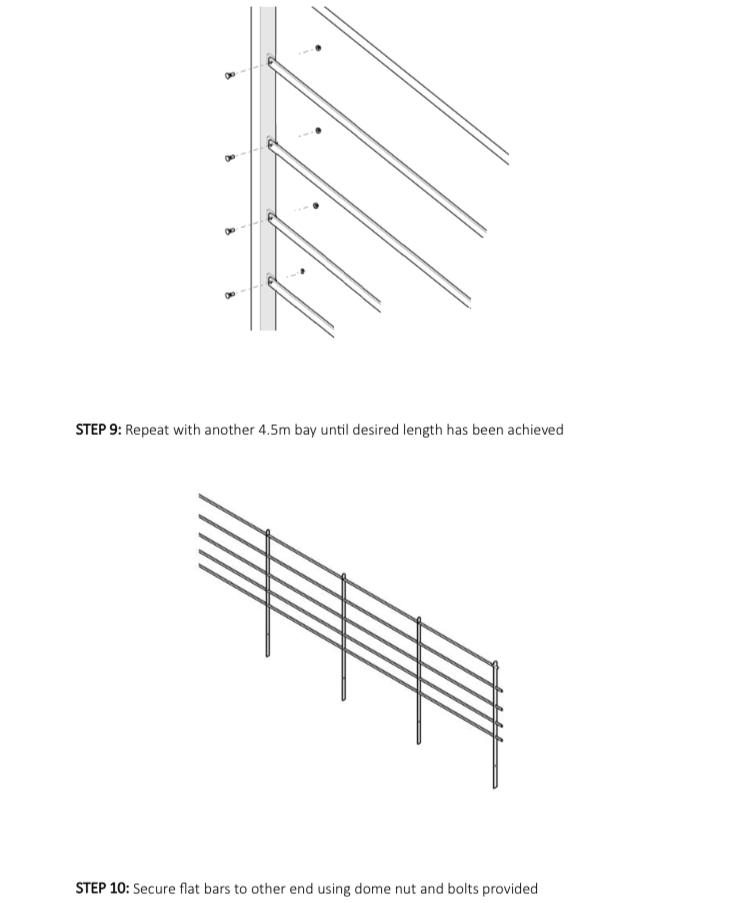 STEP 9: Repeat with another 4.5m bay until desired length has been achieved
STEP 10: Secure flat bars to other end using dome nut and bolts provided